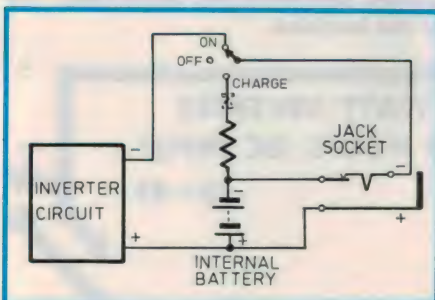 ON
OFF
CHARGE
JACK
SOCKET
−
−
INVERTER
CIRCUIT
−
+
+
+
INTERNAL
BATTERY